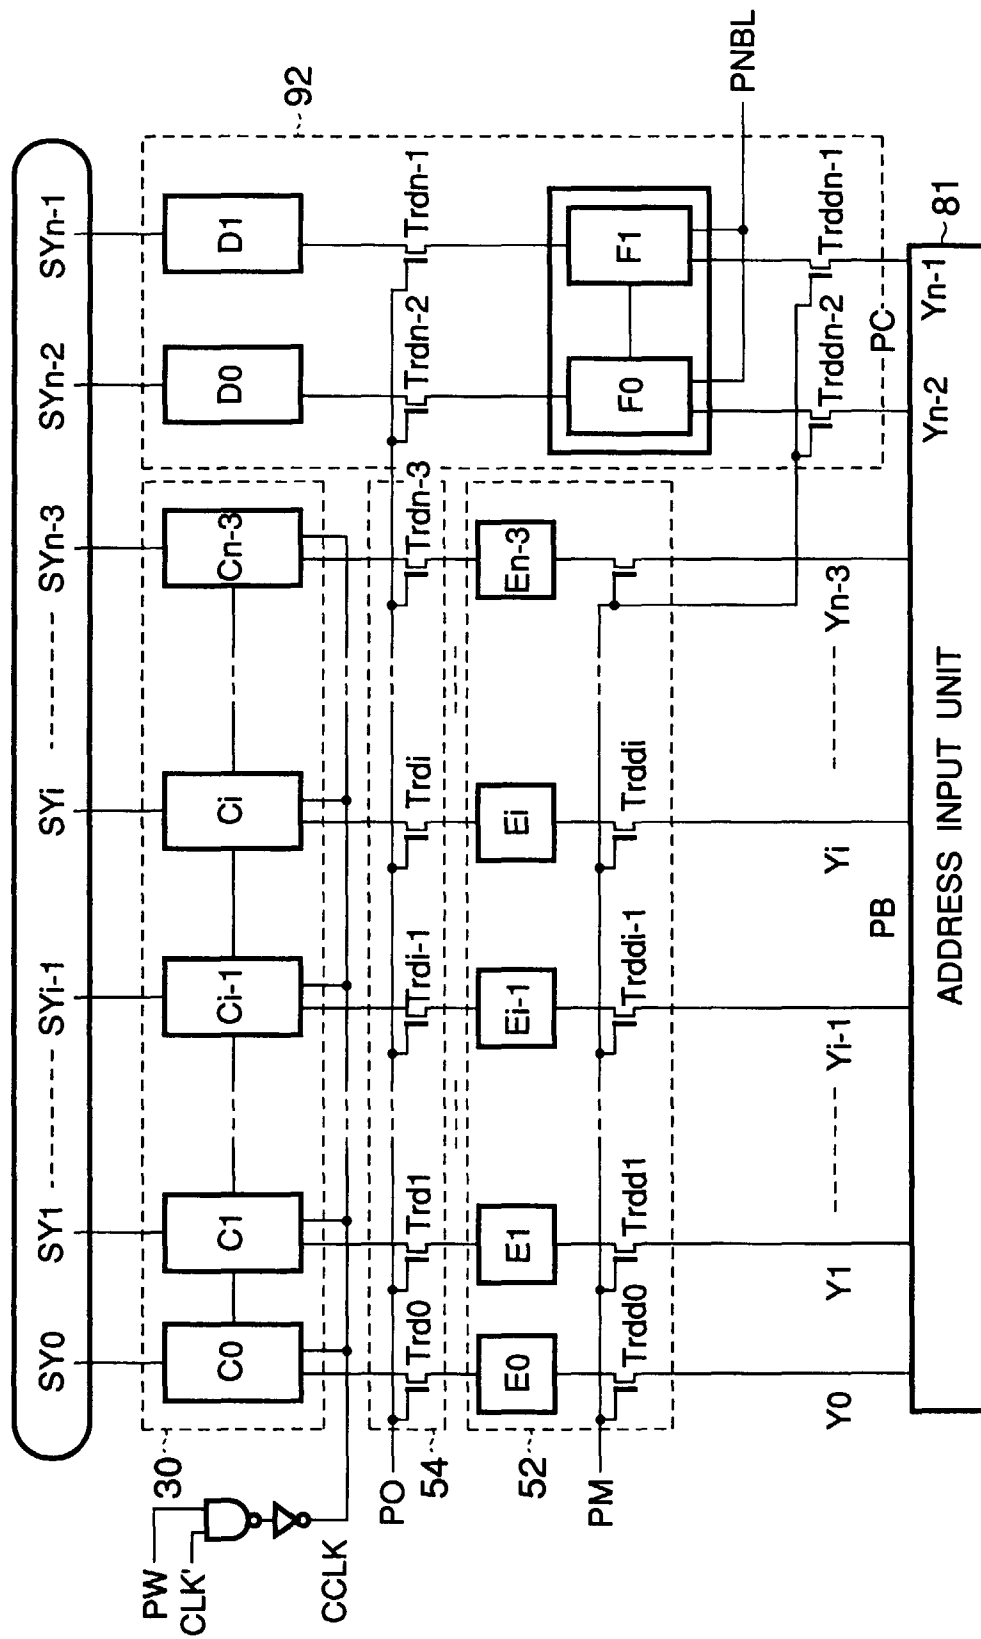 SY0 SY1 SYi-1 SYi SYn-3 SYn-2 SYn-1
92
C0 C1 Ci-1 Ci Cn-3 D0 D1
30
PW
CLK'
CCLK
PO
54
Trd0 Trd1 Trdi-1 Trdi Trdn-3 Trdn-2 Trdn-1
E0 E1 Ei-1 Ei En-3 F0 F1
52
PNBL
PM
Trdd0 Trdd1 Trddi-1 Trddi Trddn-2 Trddn-1
Y0 Y1 Yi-1 Yi Yn-3 Yn-2 Yn-1
PB PC
81
ADDRESS INPUT UNIT